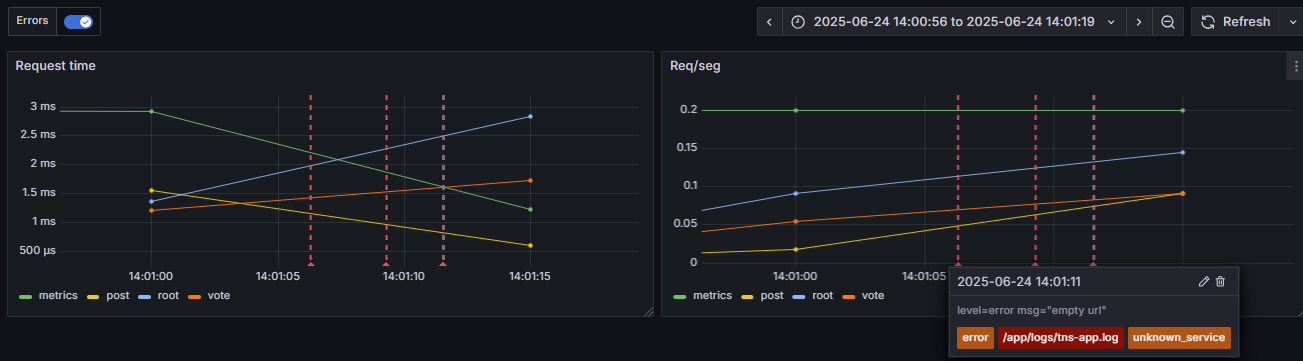 Errors
2025-06-24 14:00:56 to 2025-06-24 14:01:19
Refresh
Request time
3 ms
2.5 ms
2 ms
1.5 ms
1 ms
500 µs
14:01:00 14:01:05 14:01:10 14:01:15
metrics post root vote
Req/seg
0.2
0.15
0.1
0.05
0
14:01:00 14:01:05
metrics post root vote
2025-06-24 14:01:11
level=error msg="empty url"
error /app/logs/tns-app.log unknown_service